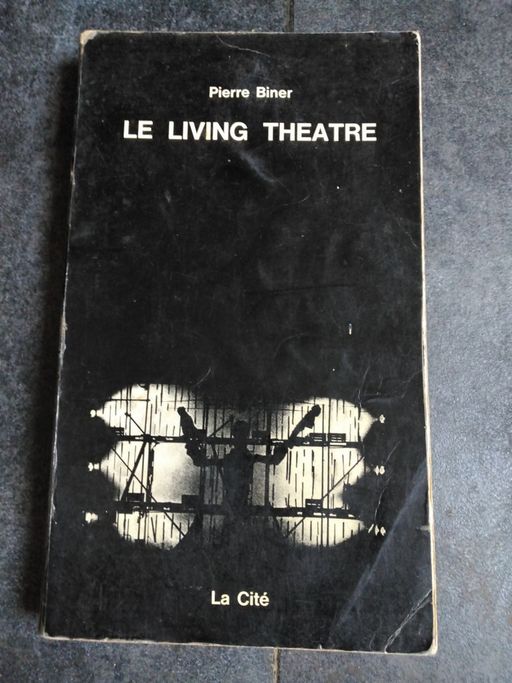 Pierre Biner
LE LIVING THEATRE
La Cité